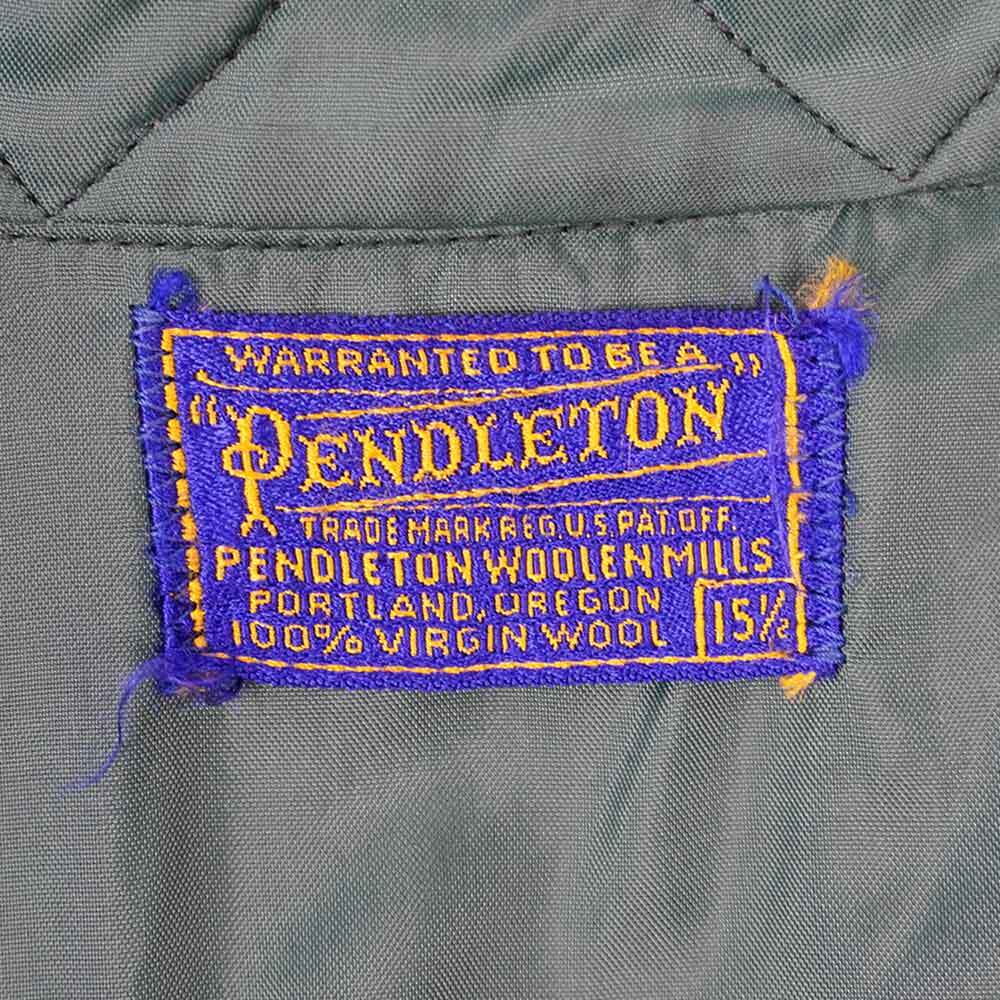 WARRANTED TO BE A
"PENDLETON"
TRADE MARK REG. U.S. PAT. OFF.
PENDLETON WOOLEN MILLS
PORTLAND, OREGON
100% VIRGIN WOOL
15½